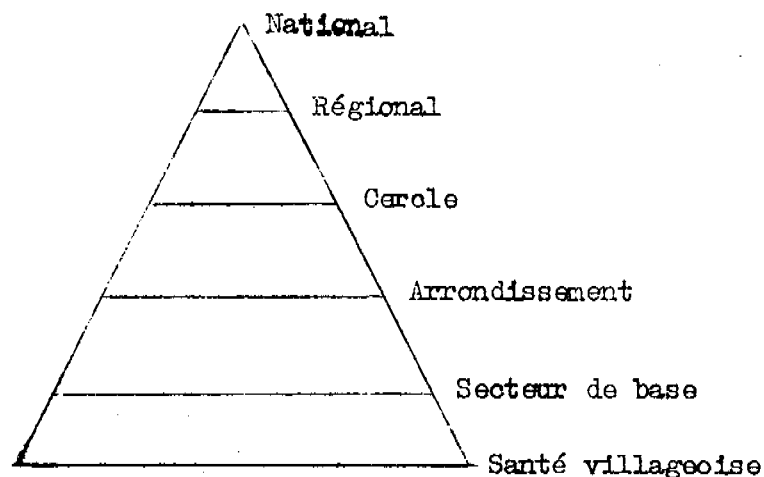 National
Régional
Cercle
Arrondissement
Secteur de base
Santé villageoise